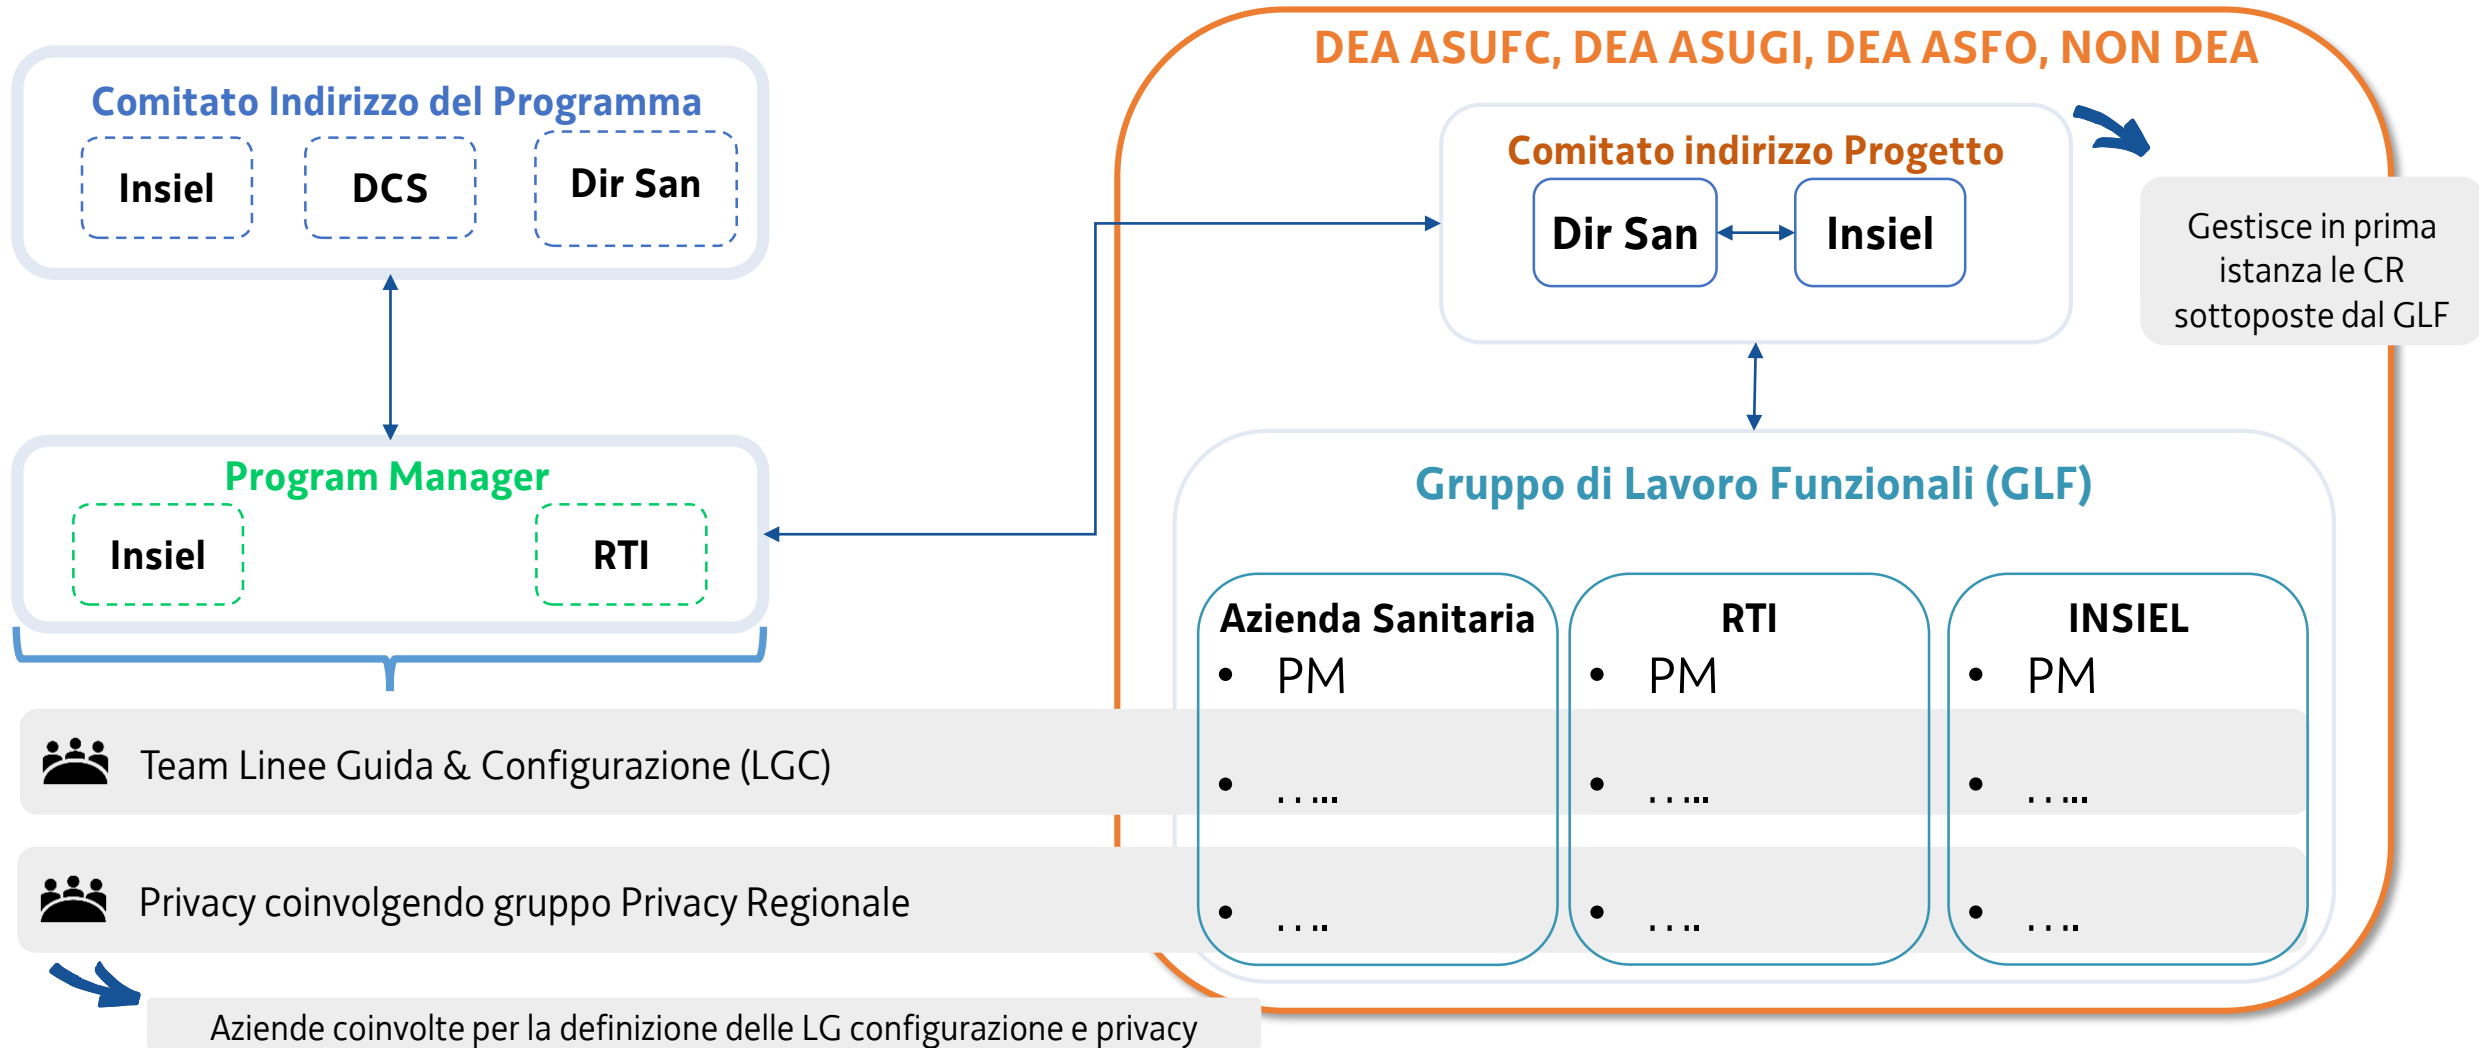 DEA ASUFC, DEA ASUGI, DEA ASFO, NON DEA
Comitato Indirizzo del Programma
Insiel
DCS
Dir San
Comitato indirizzo Progetto
Dir San
Insiel
Gestisce in prima
istanza le CR
sottoposte dal GLF
Program Manager
Insiel
RTI
Gruppo di Lavoro Funzionali (GLF)
Azienda Sanitaria
• PM
• …..
• ….
RTI
• PM
• …..
• ….
INSIEL
• PM
• …..
• ….
Team Linee Guida & Configurazione (LGC)
Privacy coinvolgendo gruppo Privacy Regionale
Aziende coinvolte per la definizione delle LG configurazione e privacy